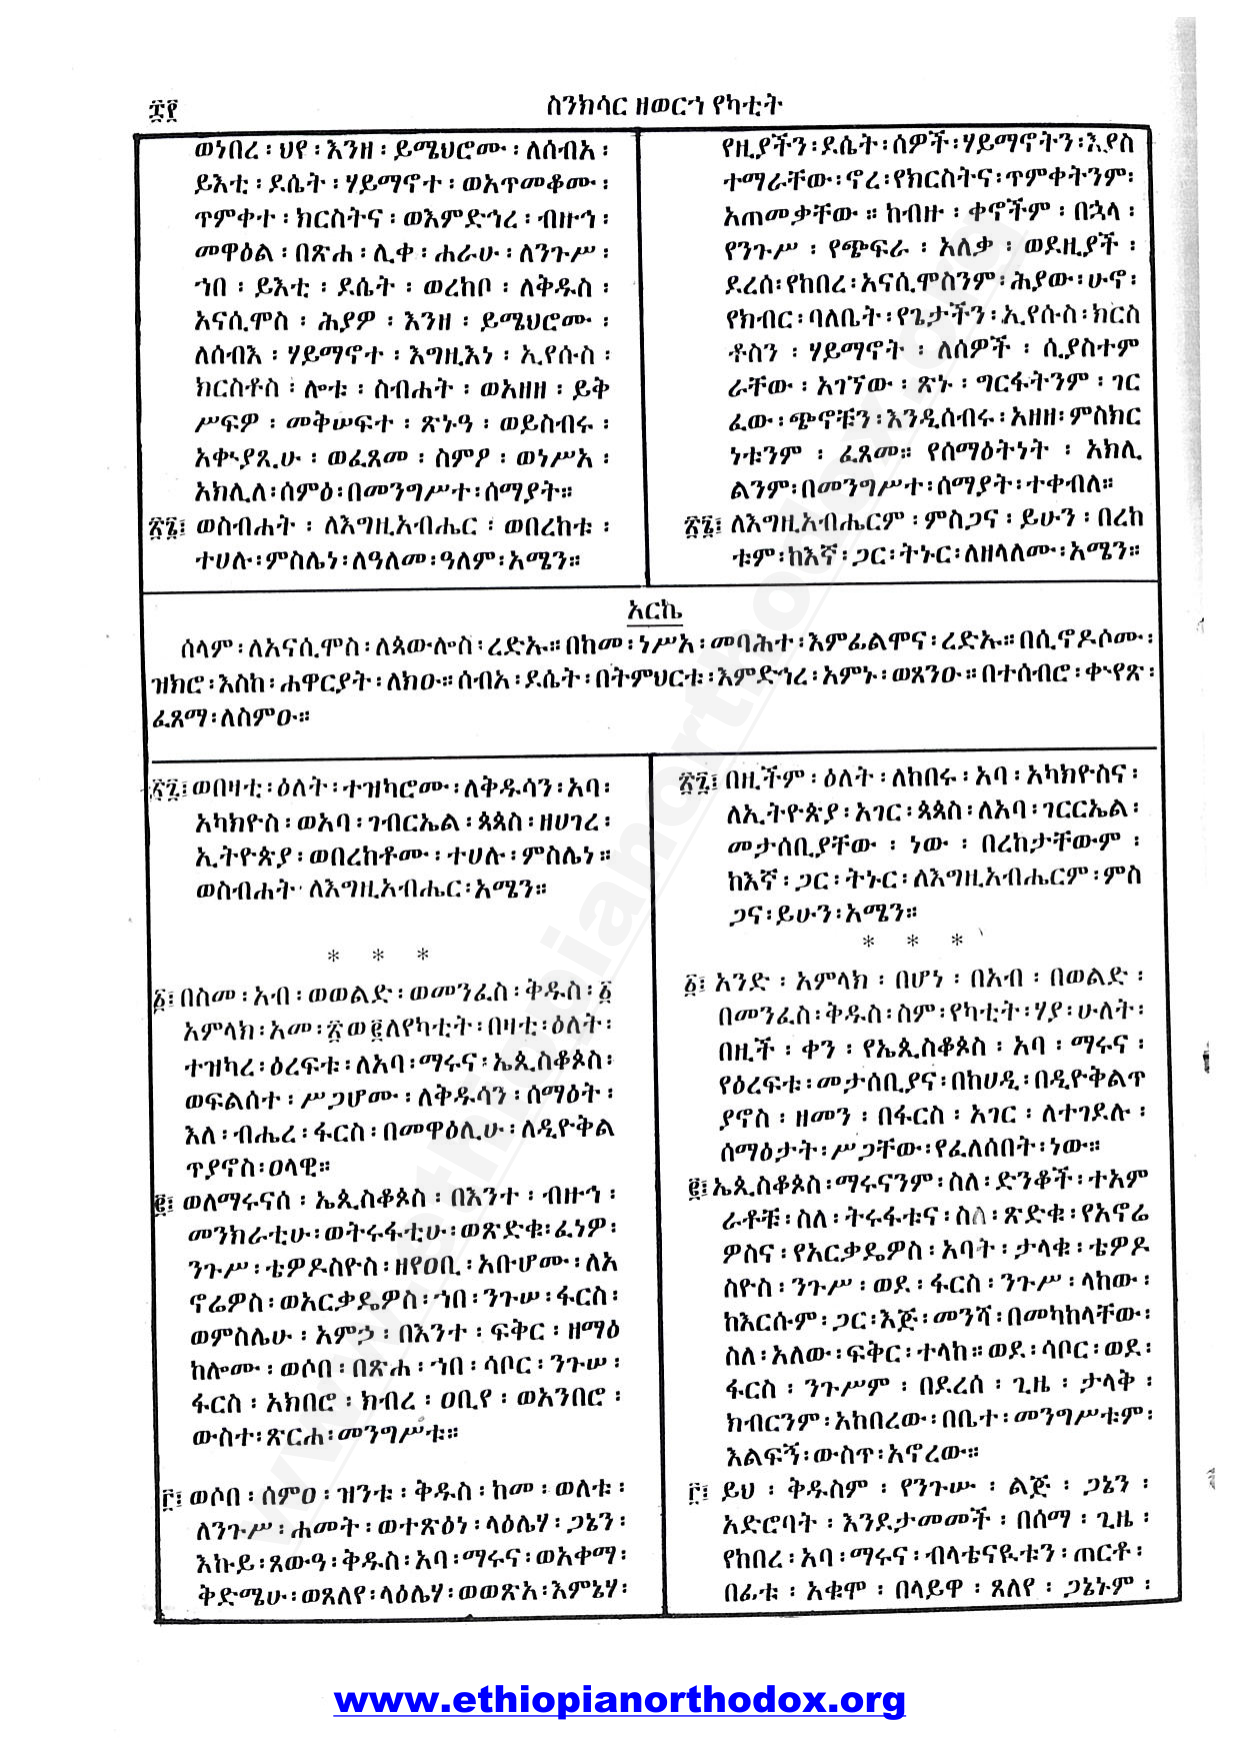 ፹፬ ስንክሳር ዘወርኀ የካቲት
ወነበረ ፡ ህየ ፡ እንዘ ፡ ይሜህሮሙ ፡ ለሰብአ ፡
ይእቲ ፡ ደሴት ፡ ሃይማኖተ ፡ ወአጥመቆሙ ፡
ጥምቀተ ፡ ክርስትና ፡ ወእምድኅረ ፡ ብዙኅ ፡
መዋዕል ፡ በጽሐ ፡ ሊቀ ፡ ሐራሁ ፡ ለንጉሥ ፡
ኀበ ፡ ይእቲ ፡ ደሴት ፡ ወረከቦ ፡ ለቅዱስ ፡
አናሲሞስ ፡ ሕያዎ ፡ እንዘ ፡ ይሜህሮሙ ፡
ለሰብእ ፡ ሃይማኖተ ፡ እግዚእነ ፡ ኢየሱስ ፡
ክርስቶስ ፡ ሎቱ ፡ ስብሐት ፡ ወአዘዘ ፡ ይቅ
ሥፍዎ ፡ መቅሠፍተ ፡ ጽኑዓ ፡ ወይስብሩ ፡
አቍያጺሁ ፡ ወፈጸመ ፡ ስምዖ ፡ ወነሥአ ፡
አክሊለ ፡ ሰምዕ ፡ በመንግሥተ ፡ ሰማያት።
፳፮፤ ወስብሐት ፡ ለእግዚአብሔር ፡ ወበረከቱ ፡
ተሀሉ ፡ ምስሌነ ፡ ለዓለመ ፡ ዓለም ፡ አሜን።
የዚያችን ፡ ደሴት ፡ ሰዎች ፡ ሃይማኖትን ፡ እያስ
ተማራቸው ፡ ኖረ ፡ የክርስትና ፡ ጥምቀትንም ፡
አጠመቃቸው ። ከብዙ ፡ ቀኖችም ፡ በኋላ ፡
የንጉሥ ፡ የጭፍራ ፡ አለቃ ፡ ወደዚያች ፡
ደረሰ ፡ የከበረ ፡ አናሲሞስንም ፡ ሕያው ፡ ሁኖ ፡
የክብር ፡ ባለቤት ፡ የጌታችን ፡ ኢየሱስ ፡ ክርስ
ቶስን ፡ ሃይማኖት ፡ ለሰዎች ፡ ሲያስተም
ራቸው ፡ አገኘው ፡ ጽኑ ፡ ግርፋትንም ፡ ገር
ፈው ፡ ጭኖቹን ፡ እንዲሰብሩ ፡ አዘዘ ፡ ምስክር
ነቱንም ፡ ፈጸመ። የሰማዕትነት ፡ አክሊ
ልንም ፡ በመንግሥተ ፡ ሰማያት ፡ ተቀብለ።
፳፮፤ ለእግዚአብሔርም ፡ ምስጋና ፡ ይሁን ፡ በረከ
ቱም ፡ ከእኛ ፡ ጋር ፡ ትኑር ፡ ለዘላለሙ ፡ አሜን።
አርኬ
ሰላም ፡ ለአናሲሞስ ፡ ለጳውሎስ ፡ ረድኡ። በከመ ፡ ነሥአ ፡ መባሕተ ፡ እምፊልሞና ፡ ረድኡ። በሲኖዶሶሙ ፡
ዝክሮ ፡ እስከ ፡ ሐዋርያት ፡ ለክዑ። ሰብአ ፡ ደሴት ፡ በትምህርቱ ፡ እምድኅረ ፡ አምኑ ፡ ወጸንዑ። በተሰብሮ ፡ ቍየጽ ፡
ፈጸማ ፡ ለስምዑ።
፳፯፤ ወበዛቲ ፡ ዕለት ፡ ተዝካሮሙ ፡ ለቅዱሳን ፡ አባ ፡
አካክዮስ ፡ ወአባ ፡ ገብርኤል ፡ ጳጳስ ፡ ዘሀገረ ፡
ኢትዮጵያ ፡ ወበረከቶሙ ፡ ተሀሉ ፡ ምስሌነ ።
ወስብሐት ለእግዚአብሔር ፡ አሜን።
* * *
፩፤ በስመ ፡ አብ ፡ ወወልድ ፡ ወመንፈስ ፡ ቅዱስ ፡ ፩
አምላክ ፡ አመ ፡ ፳ወ፪ ለየካቲት ፡ በዛቲ ፡ ዕለት ፡
ተዝካረ ፡ ዕረፍቱ ፡ ለአባ ፡ ማሩና ፡ ኤጲስቆጶስ ፡
ወፍልሰተ ፡ ሥጋሆሙ ፡ ለቅዱሳን ፡ ሰማዕት ፡
እለ ፡ ብሔረ ፡ ፋርስ ፡ በመዋዕሊሁ ፡ ለዲዮቅል
ጥያኖስ ፡ ዐላዊ።
፪፤ ወለማሩናሰ ፡ ኤጲስቆጶስ ፡ በእንተ ፡ ብዙኅ ፡
መንክራቲሁ ፡ ወትሩፋቲሁ ፡ ወጽድቁ ፡ ፈነዎ ፡
ንጉሥ ፡ ቴዎዶስዮስ ፡ ዘየዐቢ ፡ አቡሆሙ ፡ ለአ
ኖሬዎስ ፡ ወአርቃዴዎስ ፡ ኀበ ፡ ንጉሠ ፡ ፋርስ ፡
ወምስሌሁ ፡ አምኃ ፡ በእንተ ፡ ፍቅር ፡ ዘማዕ
ከሎሙ ፡ ወሶበ ፡ በጽሐ ፡ ኀበ ፡ ሳቦር ፡ ንጉሠ ፡
ፋርስ ፡ አክበሮ ፡ ክብረ ፡ ዐቢየ ፡ ወአንበሮ ፡
ውስተ ፡ ጽርሐ ፡ መንግሥቱ።
፫፤ ወሶበ ፡ ሰምዐ ፡ ዝንቱ ፡ ቅዱስ ፡ ከመ ፡ ወለቱ ፡
ለንጉሥ ፡ ሐመት ፡ ወተጽዕነ ፡ ላዕሌሃ ፡ ጋኔን ፡
እኩይ ፡ ጸውዓ ፡ ቅዱስ ፡ አባ ፡ ማሩና ፡ ወአቀማ ፡
ቅድሜሁ ፡ ወጸለየ ፡ ላዕሌሃ ፡ ወወጽአ ፡ እምኔሃ ፡
፳፯፤ በዚችም ፡ ዕለት ፡ ለከበሩ ፡ አባ ፡ አካክዮስና ፡
ለኢትዮጵያ ፡ አገር ፡ ጳጳስ ፡ ለአባ ፡ ገርርኤል ፡
መታሰቢያቸው ፡ ነው ፡ በረከታቸውም ፡
ከእኛ ፡ ጋር ፡ ትኑር ፡ ለእግዚአብሔርም ፡ ምስ
ጋና ፡ ይሁን ፡ አሜን።
* * *
፩፤ አንድ ፡ አምላክ ፡ በሆነ ፡ በአብ ፡ በወልድ ፡
በመንፈስ ፡ ቅዱስ ፡ ስም ፡ የካቲት ፡ ሃያ ፡ ሁለት ፡
በዚች ፡ ቀን ፡ የኤጲስቆጶስ ፡ አባ ፡ ማሩና ፡
የዕረፍቱ ፡ መታሰቢያና ፡ በከሀዲ ፡ በዲዮቅልጥ
ያኖስ ፡ ዘመን ፡ በፋርስ ፡ አገር ፡ ለተገደሉ ፡
ሰማዕታት ፡ ሥጋቸው ፡ የፈለሰበት ፡ ነው።
፪፤ ኤጲስቆጶስ ፡ ማሩናንም ፡ ስለ ፡ ድንቆች ፡ ተአም
ራቶቹ ፡ ስለ ፡ ትሩፋቱና ፡ ስለ ፡ ጽድቁ ፡ የአኖሬ
ዎስና ፡ የአርቃዴዎስ ፡ አባት ፡ ታላቁ ፡ ቴዎዶ
ስዮስ ፡ ንጉሥ ፡ ወደ ፡ ፋርስ ፡ ንጉሥ ፡ ላከው ፡
ከእርሱም ፡ ጋር ፡ እጅ ፡ መንሻ ፡ በመካከላቸው ፡
ስለ ፡ አለው ፡ ፍቅር ፡ ተላከ። ወደ ፡ ሳቦር ፡ ወደ ፡
ፋርስ ፡ ንጉሥም ፡ በደረሰ ፡ ጊዜ ፡ ታላቅ ፡
ክብርንም ፡ አከበረው ፡ በቤተ ፡ መንግሥቱም ፡
እልፍኝ ፡ ውስጥ ፡ አኖረው።
፫፤ ይህ ፡ ቅዱስም ፡ የንጉሡ ፡ ልጅ ፡ ጋኔን ፡
አድሮባት ፡ እንደታመመች ፡ በሰማ ፡ ጊዜ ፡
የከበረ ፡ አባ ፡ ማሩና ፡ ብላቴናዪቱን ፡ ጠርቶ ፡
በፊቱ ፡ አቁሞ ፡ በላይዋ ፡ ጸለየ ፡ ጋኔኑም ፡
www.ethiopianorthodox.org